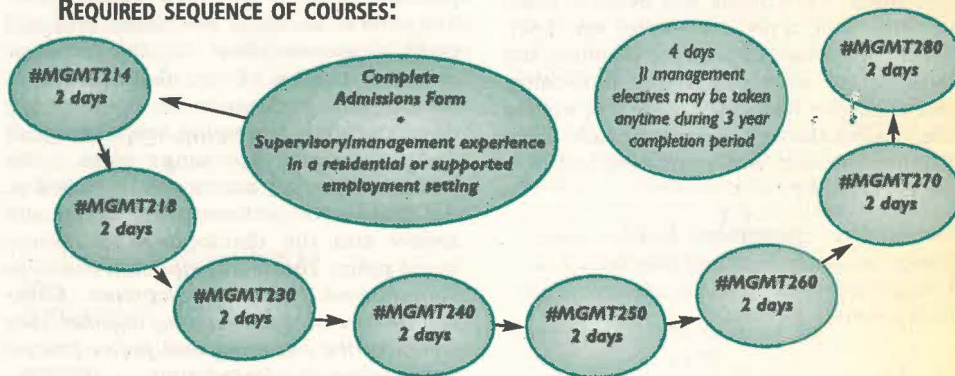 REQUIRED SEQUENCE OF COURSES:
Complete
Admissions Form
*
Supervisory/management experience
in a residential or supported
employment setting
#MGMT214
2 days
#MGMT218
2 days
#MGMT230
2 days
#MGMT240
2 days
#MGMT250
2 days
#MGMT260
2 days
#MGMT270
2 days
#MGMT280
2 days
4 days
JI management
electives may be taken
anytime during 3 year
completion period